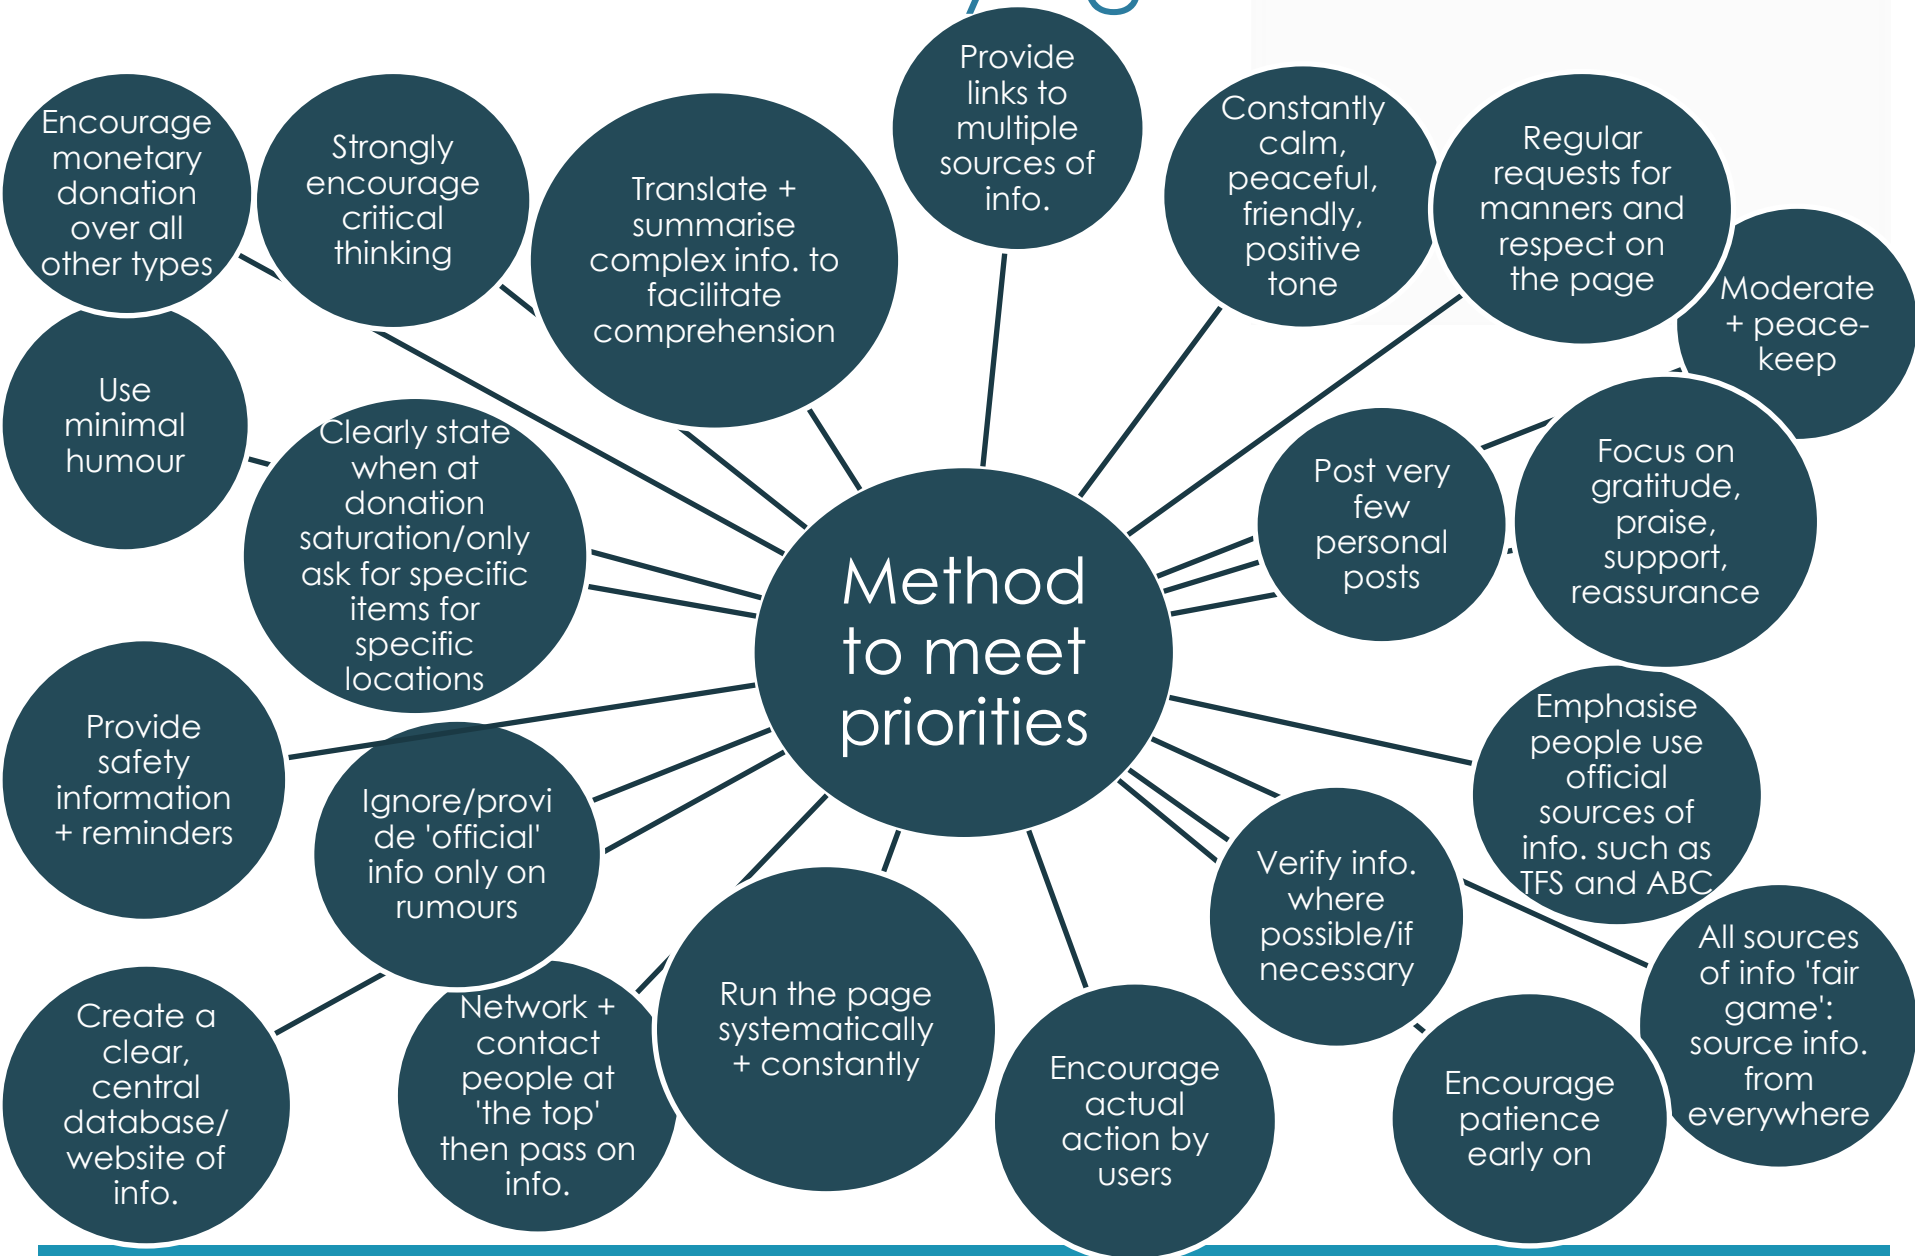 Provide
links to
multiple
sources of
info.
Constantly
calm,
peaceful,
friendly,
positive
tone
Regular
requests for
manners and
respect on
the page
Moderate
+ peace-
keep
Focus on
gratitude,
praise,
support,
reassurance
Post very
few
personal
posts
Emphasise
people use
official
sources of
info. such as
TFS and ABC
All sources
of info 'fair
game':
source info.
from
everywhere
Verify info.
where
possible/if
necessary
Encourage
patience
early on
Encourage
actual
action by
users
Run the page
systematically
+ constantly
Network +
contact
people at
'the top'
then pass on
info.
Ignore/provi
de 'official'
info only on
rumours
Create a
clear,
central
database/
website of
info.
Provide
safety
information
+ reminders
Clearly state
when at
donation
saturation/only
ask for specific
items for
specific
locations
Use
minimal
humour
Encourage
monetary
donation
over all
other types
Strongly
encourage
critical
thinking
Translate +
summarise
complex info. to
facilitate
comprehension
Method
to meet
priorities